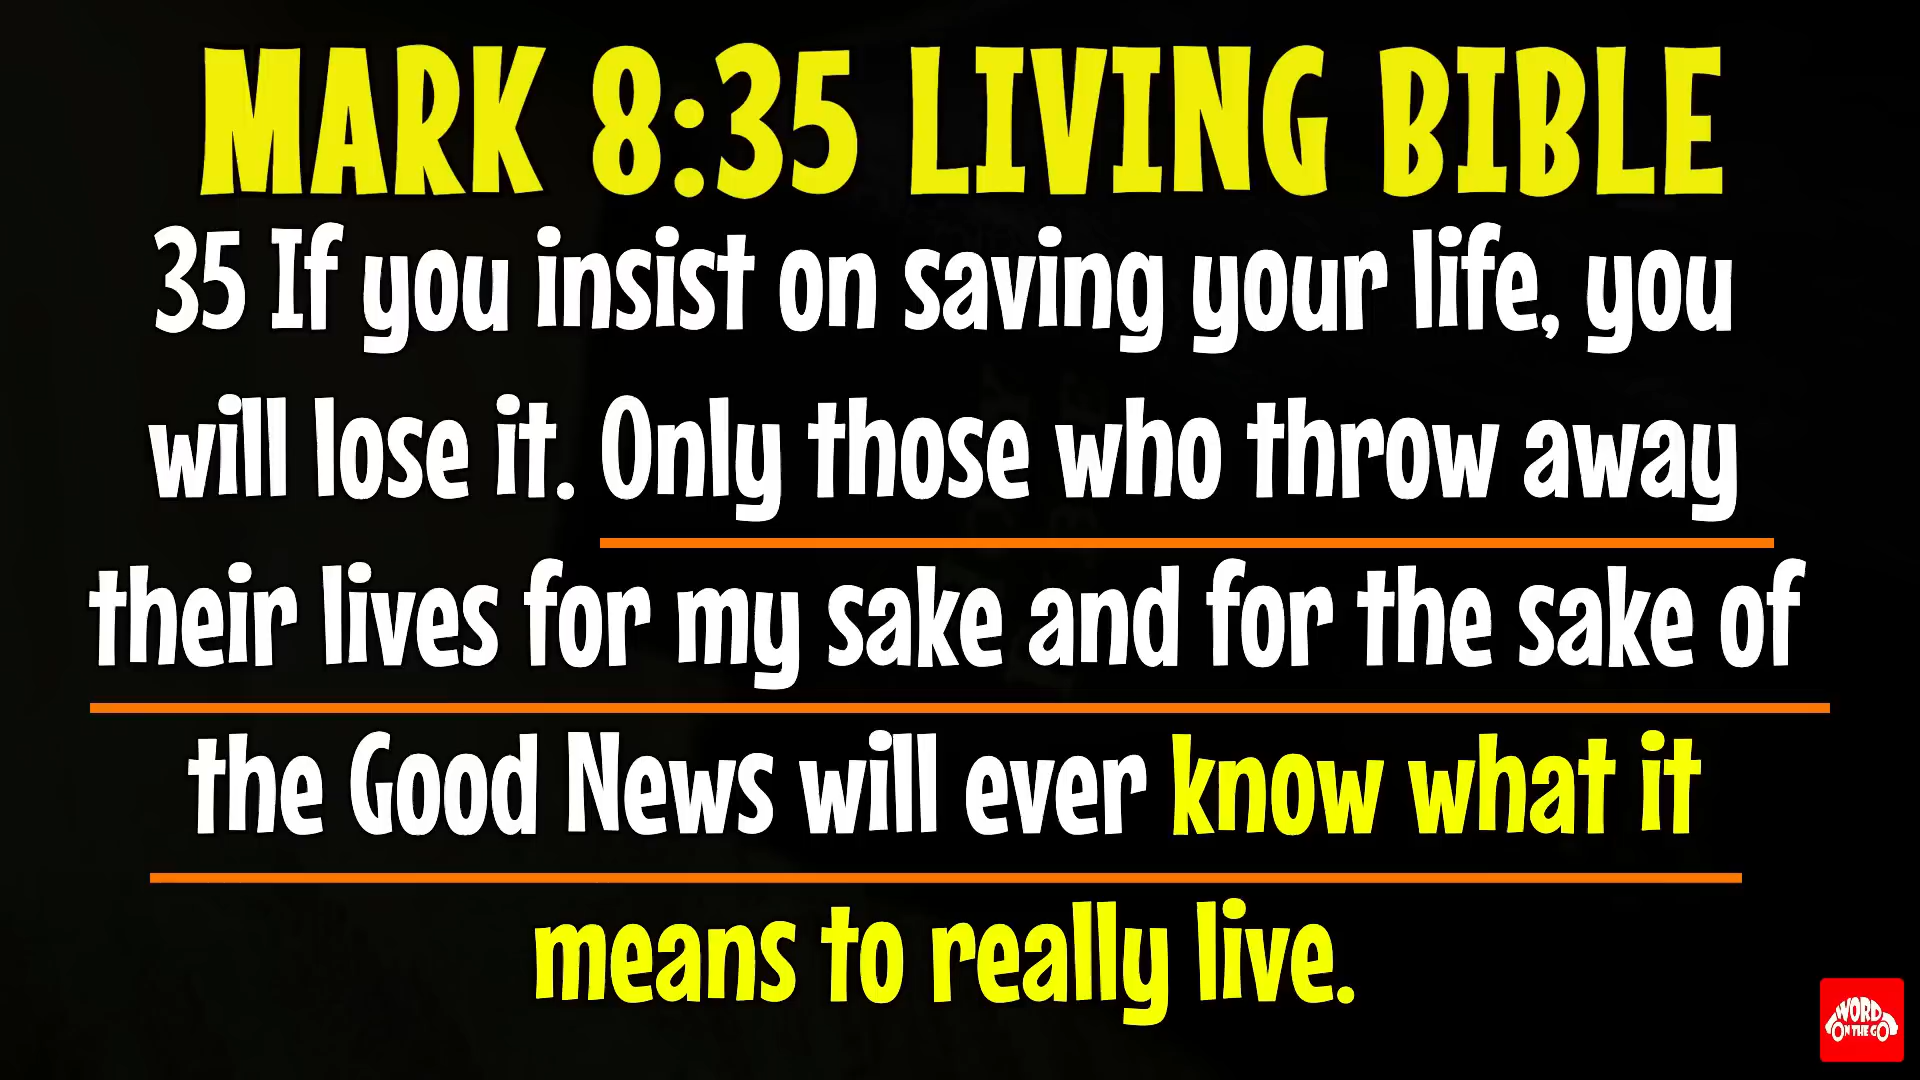 MARK 8:35 LIVING BIBLE
35 If you insist on saving your life, you
will lose it. Only those who throw away
their lives for my sake and for the sake of
the Good News will ever know what it
means to really live.
WORD
ON THE GO